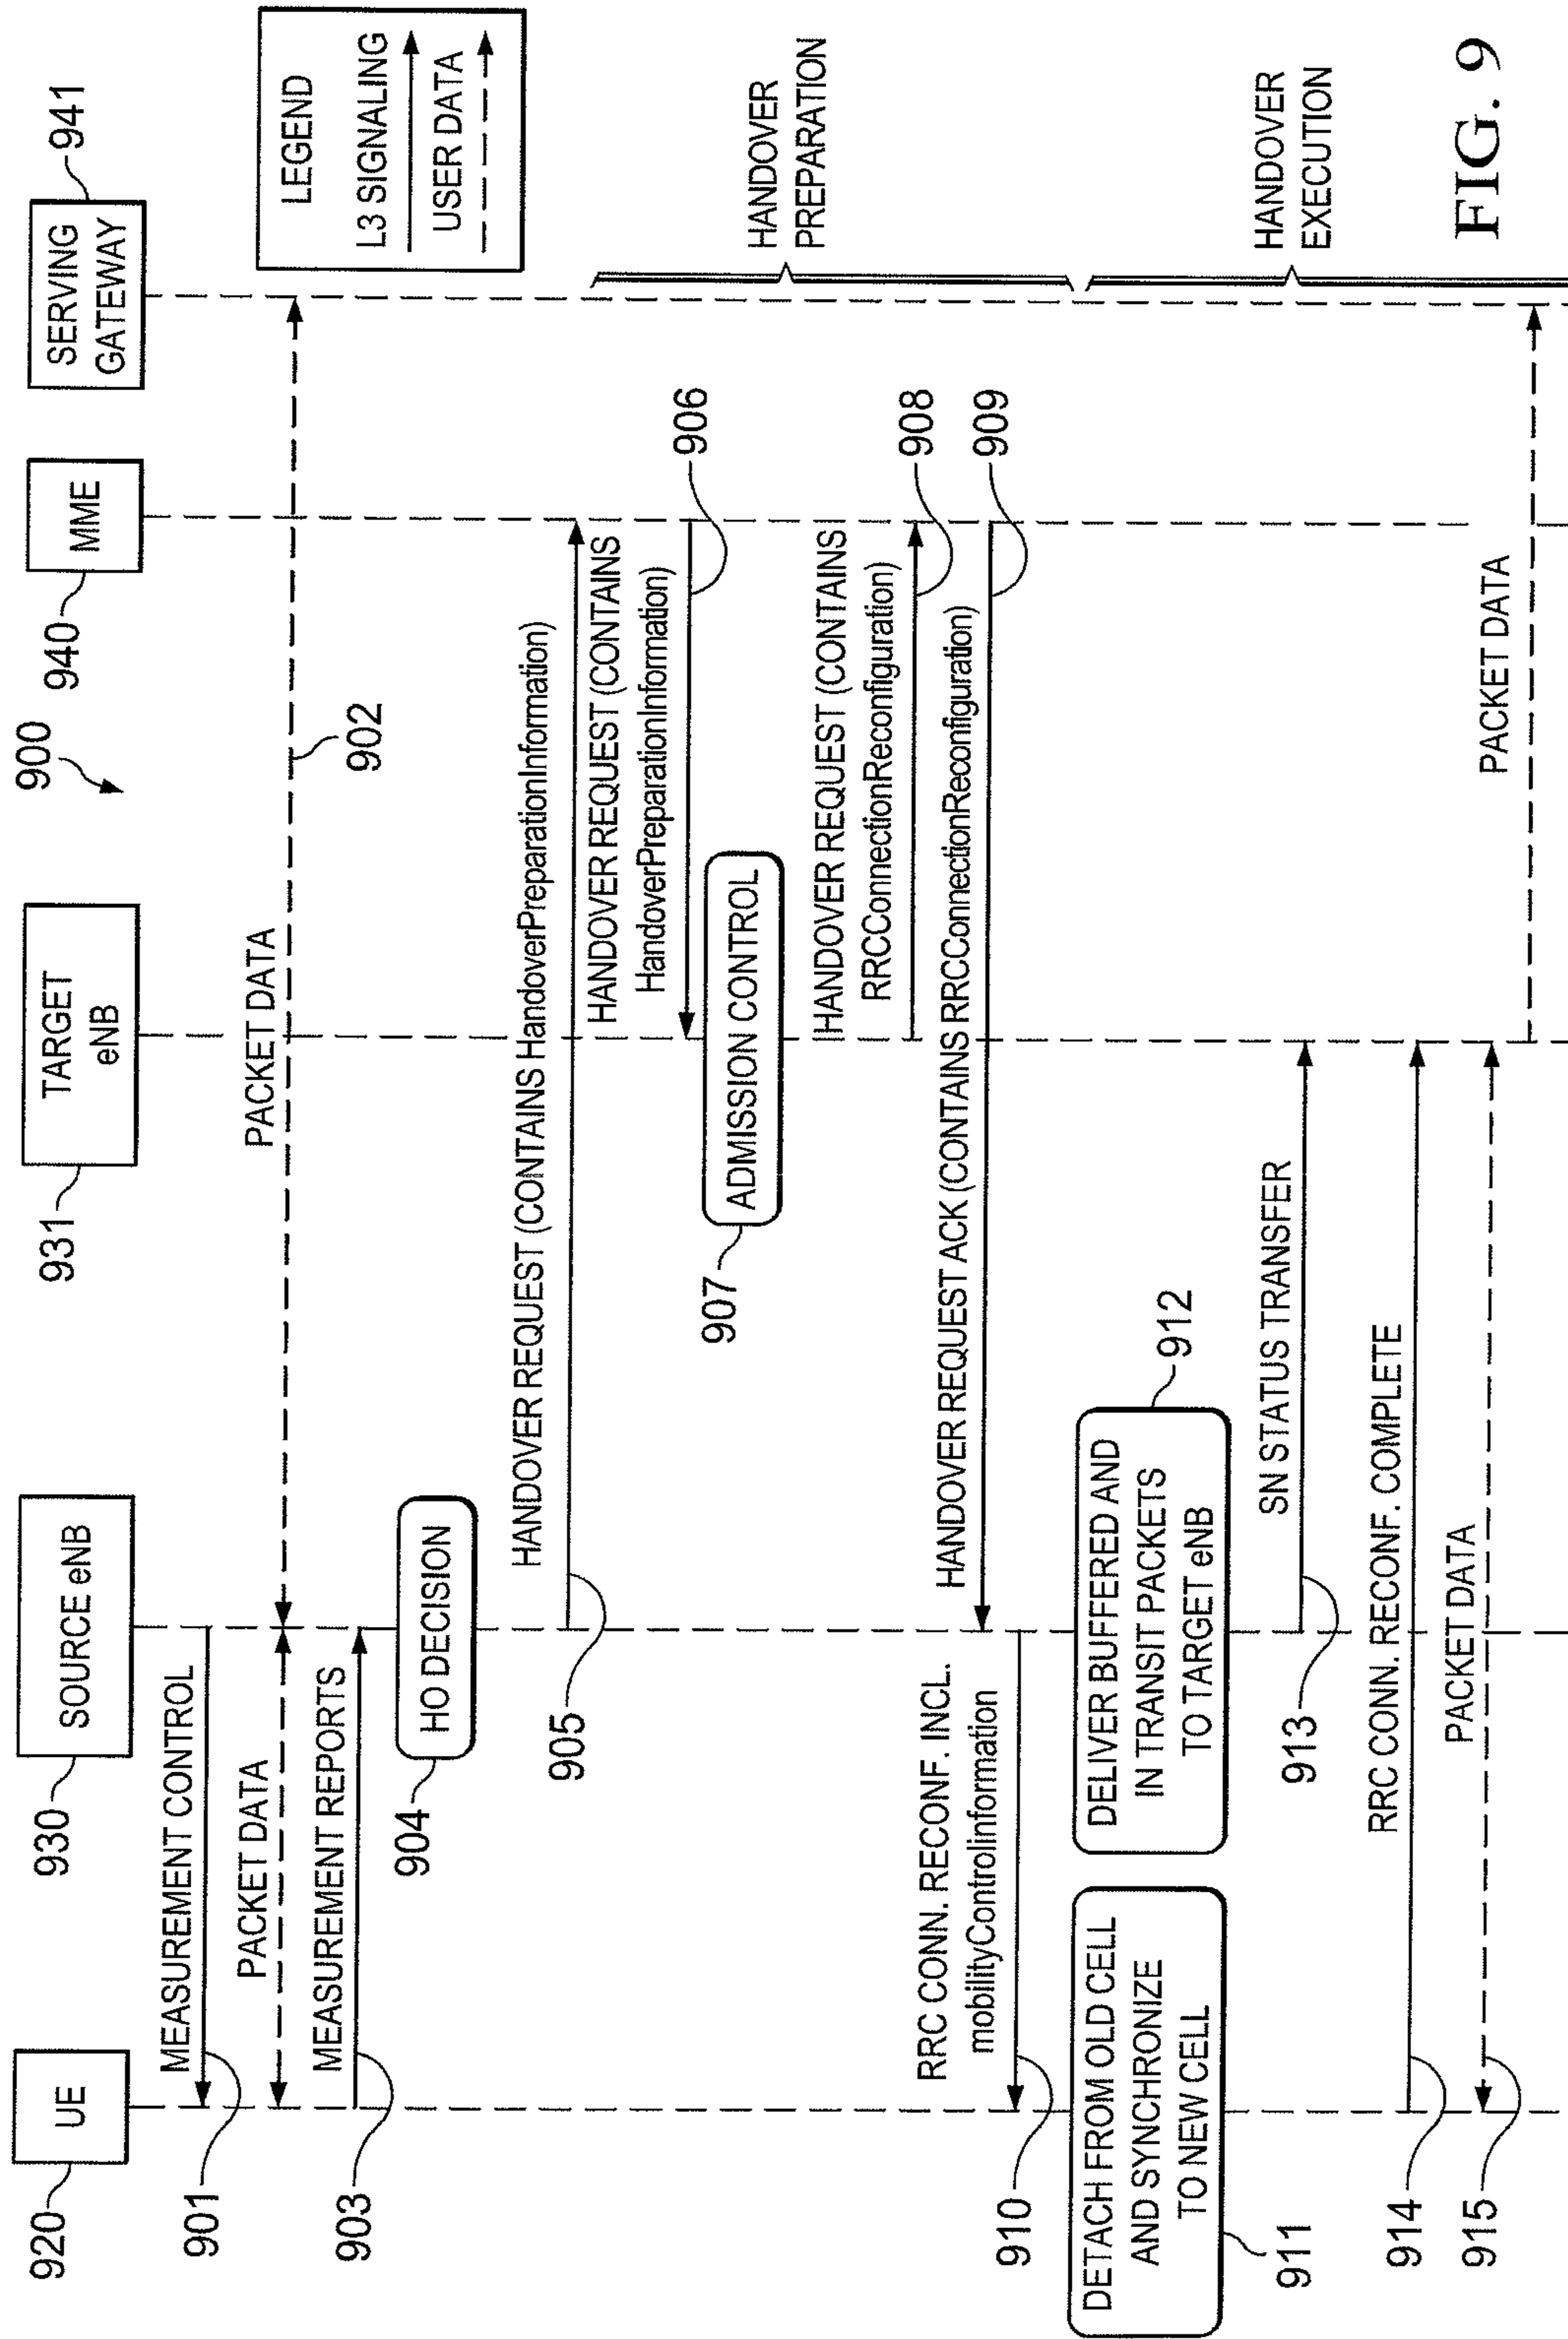 900
920
UE
930
SOURCE eNB
931
TARGET
eNB
940
MME
SERVING
GATEWAY
941
LEGEND
L3 SIGNALING
USER DATA
MEASUREMENT CONTROL
901
PACKET DATA
PACKET DATA
902
MEASUREMENT REPORTS
903
HO DECISION
904
HANDOVER REQUEST (CONTAINS HandoverPreparationInformation)
905
HANDOVER REQUEST (CONTAINS
HandoverPreparationInformation)
906
ADMISSION CONTROL
907
HANDOVER REQUEST (CONTAINS
RRCConnectionReconfiguration)
908
HANDOVER REQUEST ACK (CONTAINS RRCConnectionReconfiguration)
909
HANDOVER
PREPARATION
RRC CONN. RECONF. INCL.
mobilityControlinformation
910
DETACH FROM OLD CELL
AND SYNCHRONIZE
TO NEW CELL
911
DELIVER BUFFERED AND
IN TRANSIT PACKETS
TO TARGET eNB
912
SN STATUS TRANSFER
913
HANDOVER
EXECUTION
RRC CONN. RECONF. COMPLETE
914
PACKET DATA
915
PACKET DATA
FIG. 9